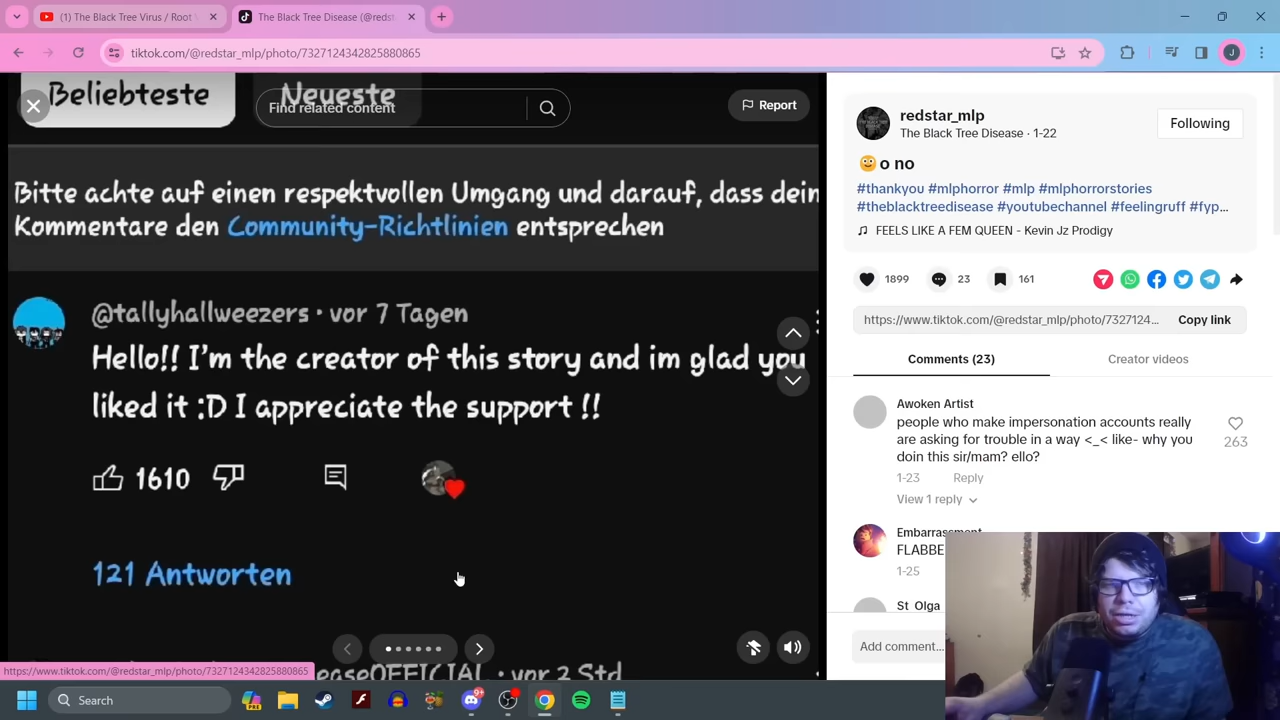 (1) The Black Tree Virus / Root
The Black Tree Disease (@redst
tiktok.com/@redstar_mlp/photo/7327124342825880865
J
Beliebteste
Neueste
Find related content
Report
Bitte achte auf einen respektvollen Umgang und darauf, dass dein
Kommentare den Community-Richtlinien entsprechen
@tallyhallweezers · vor 7 Tagen
Hello!! I'm the creator of this story and im glad you
liked it :D I appreciate the support !!
1610
121 Antworten
easeOFFICIAL · vor 2 Std
https://www.tiktok.com/@redstar_mlp/photo/7327124342825880865
redstar_mlp
The Black Tree Disease · 1-22
Following
o no
#thankyou #mlphorror #mlp #mlphorrorstories
#theblacktreedisease #youtubechannel #feelingruff #fyp...
FEELS LIKE A FEM QUEEN - Kevin Jz Prodigy
1899
23
161
https://www.tiktok.com/@redstar_mlp/photo/7327124...
Copy link
Comments (23)
Creator videos
Awoken Artist
people who make impersonation accounts really
are asking for trouble in a way <_< like- why you
doin this sir/mam? ello?
263
1-23
Reply
View 1 reply
Embarrassment
FLABBE
1-25
St Olga
Add comment...
Search
PRE
9+